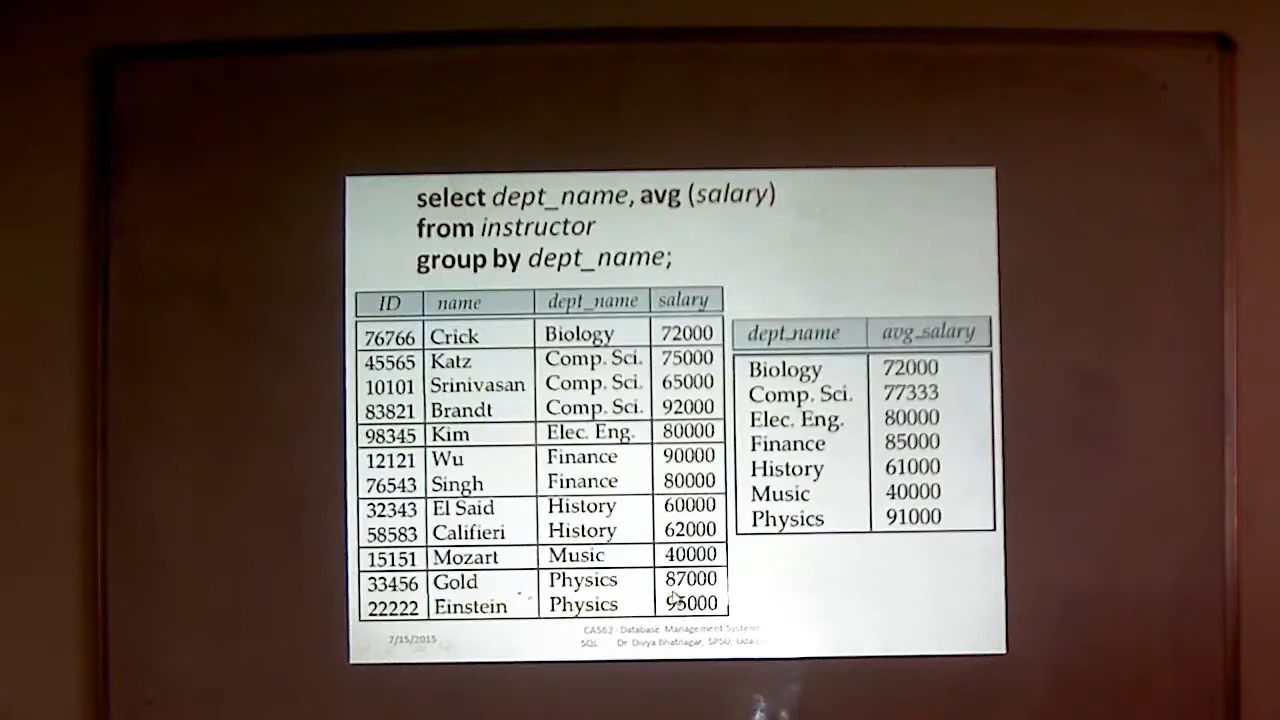 select dept_name, avg (salary)
from instructor
group by dept_name;
ID name dept_name salary
76766 Crick Biology 72000
45565 Katz Comp. Sci. 75000
10101 Srinivasan Comp. Sci. 65000
83821 Brandt Comp. Sci. 92000
98345 Kim Elec. Eng. 80000
12121 Wu Finance 90000
76543 Singh Finance 80000
32343 El Said History 60000
58583 Califieri History 62000
15151 Mozart Music 40000
33456 Gold Physics 87000
22222 Einstein Physics 95000
dept_name avg_salary
Biology 72000
Comp. Sci. 77333
Elec. Eng. 80000
Finance 85000
History 61000
Music 40000
Physics 91000
7/15/2015
CA562 - Database Management Systems
SQL Dr. Divya Bhatnagar, SPSU,